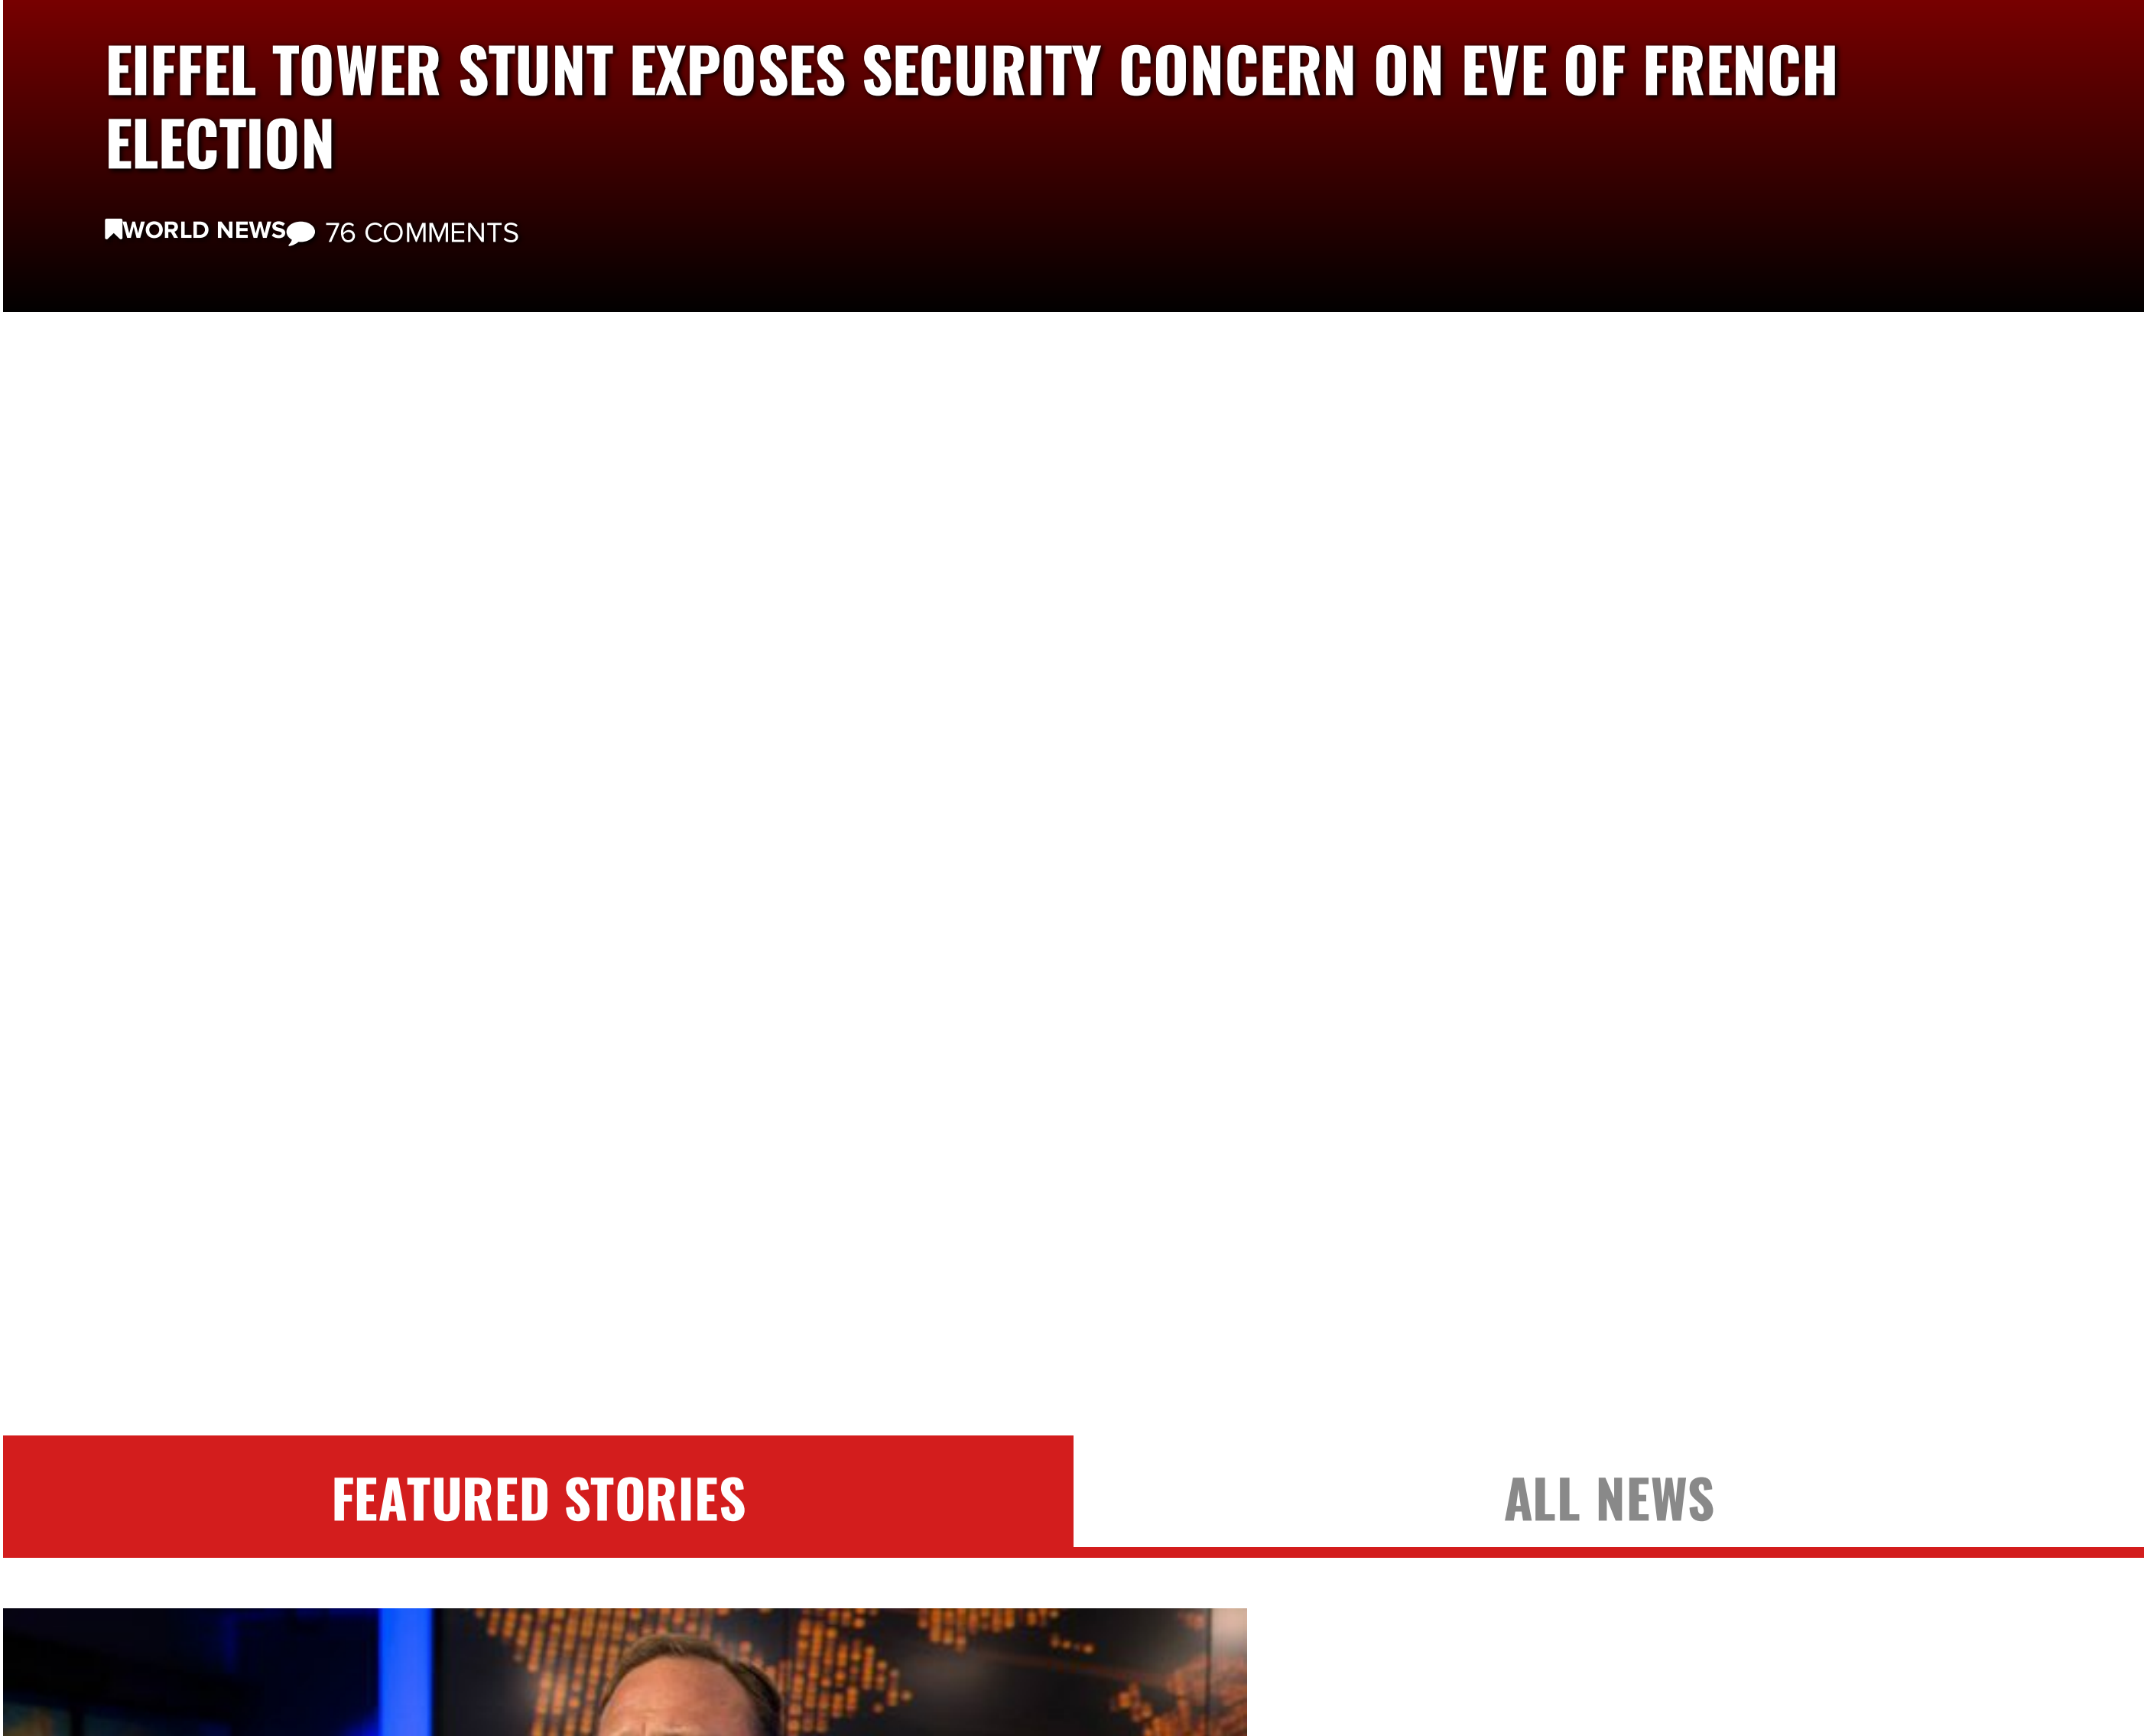 EIFFEL TOWER STUNT EXPOSES SECURITY CONCERN ON EVE OF FRENCH
ELECTION
WORLD NEWS 76 COMMENTS
FEATURED STORIES ALL NEWS